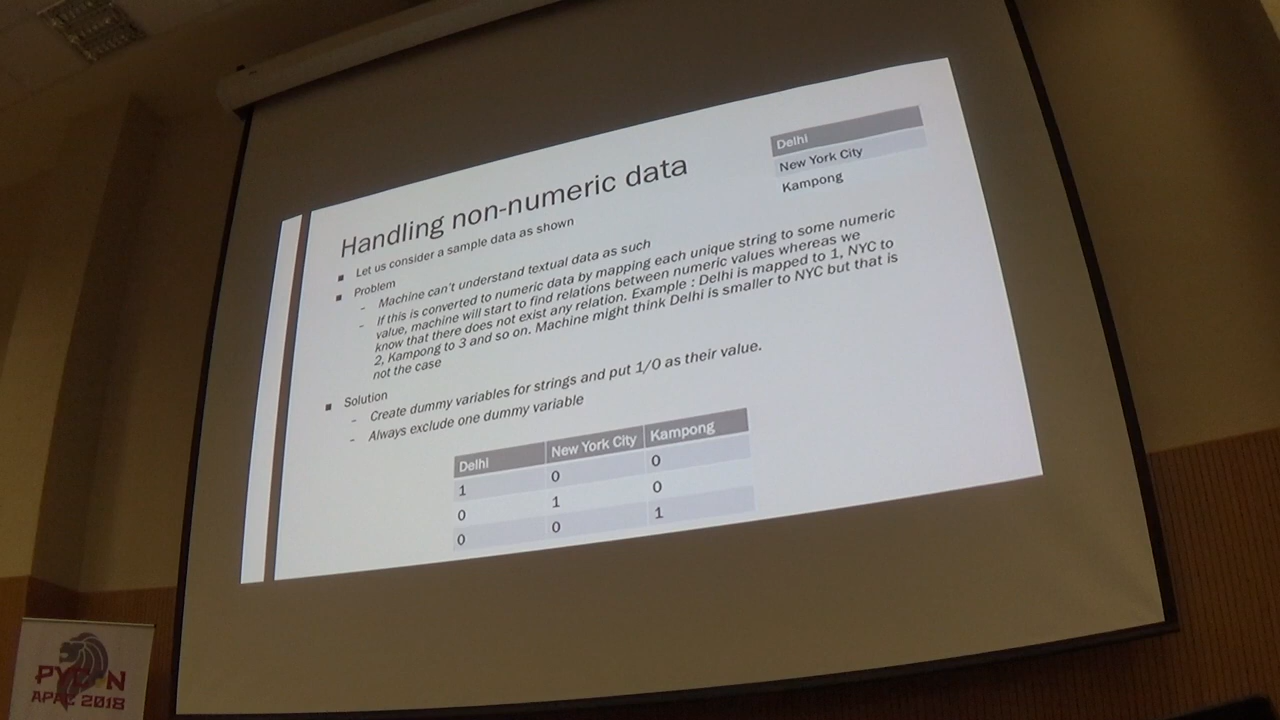 Handling non-numeric data
Delhi
New York City
Kampong
▪ Let us consider a sample data as shown
▪ Problem
- Machine can't understand textual data as such
- If this is converted to numeric data by mapping each unique string to some numeric
value, machine will start to find relations between numeric values whereas we
know that there does not exist any relation. Example : Delhi is mapped to 1, NYC to
2, Kampong to 3 and so on. Machine might think Delhi is smaller to NYC but that is
not the case
▪ Solution
- Create dummy variables for strings and put 1/0 as their value.
- Always exclude one dummy variable
Delhi New York City Kampong
1 0 0
0 1 0
0 0 1
PYCON
APAC 2018